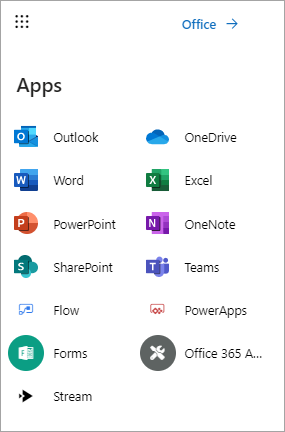 Office →
Apps
Outlook
OneDrive
Word
Excel
PowerPoint
OneNote
SharePoint
Teams
Flow
PowerApps
Forms
Office 365 A...
Stream